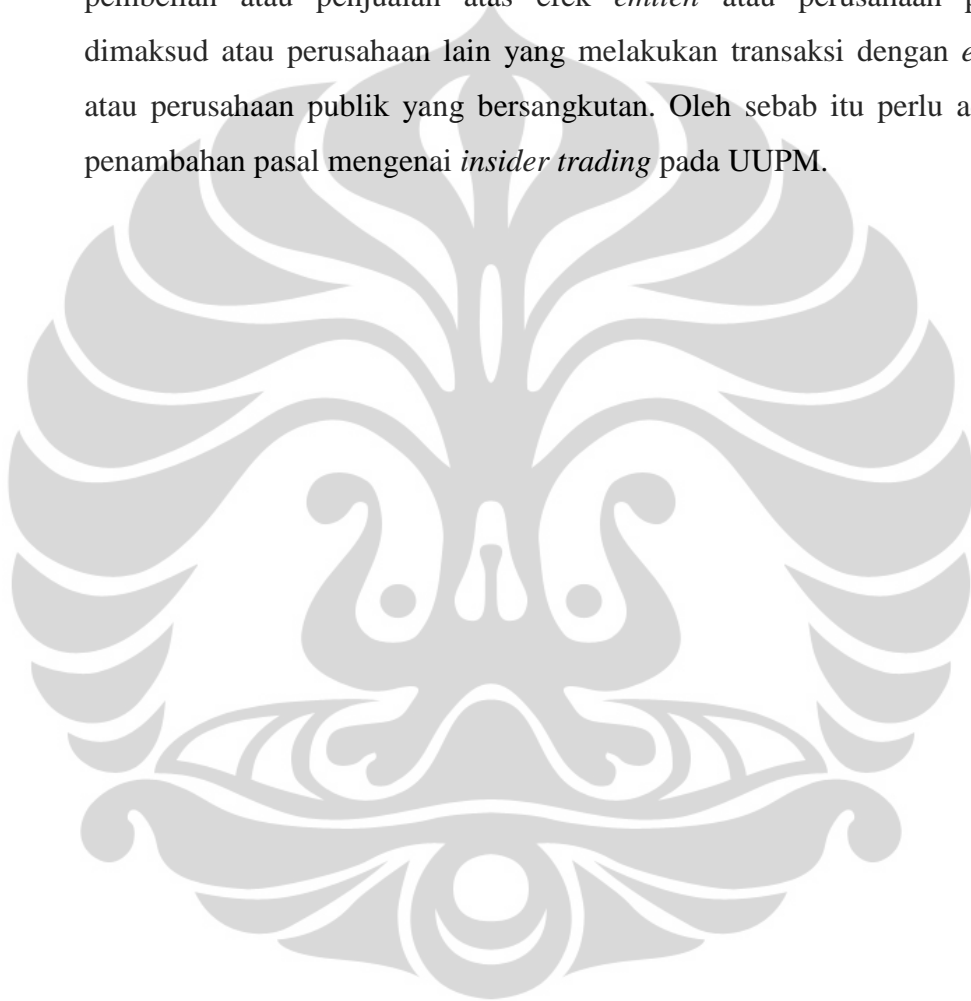 pembelian atau penjualan atas efek emiten atau perusahaan
dimaksud atau perusahaan lain yang melakukan transaksi dengan
atau perusahaan publik yang bersangkutan. Oleh sebab itu perlu
penambahan pasal mengenai insider trading pada UUPM.